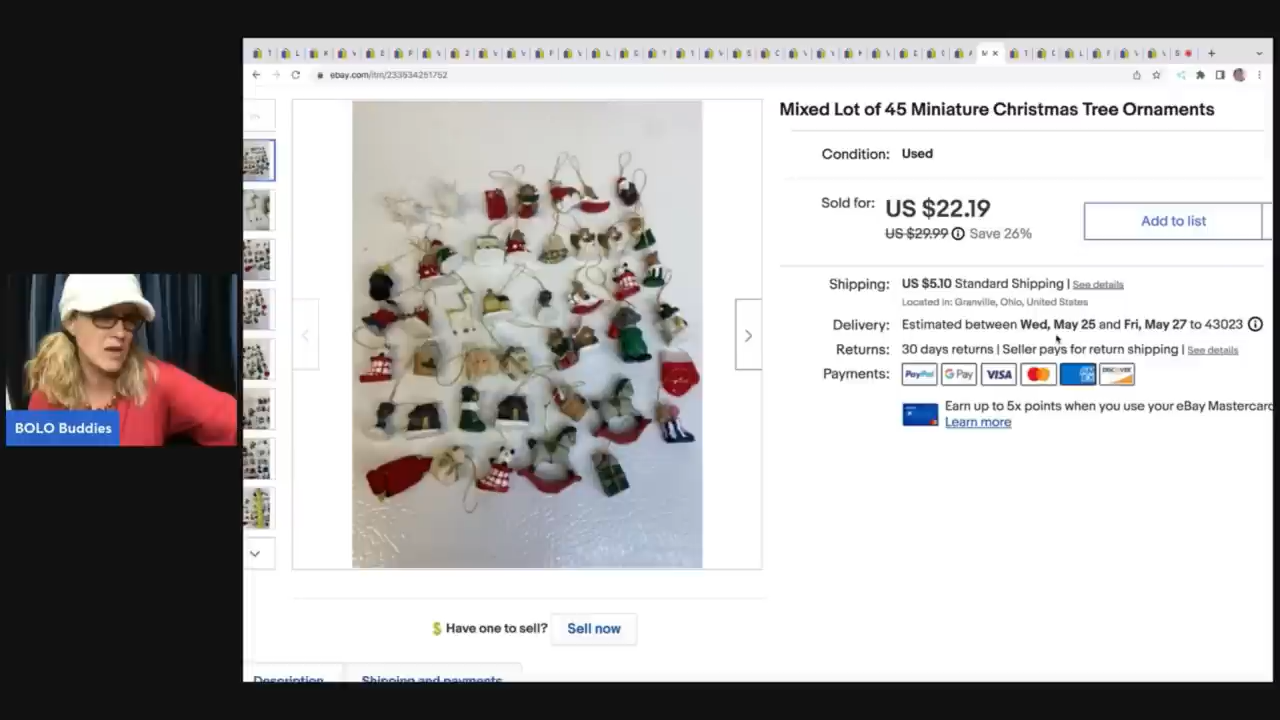 ebay.com/itm/233534251752
Mixed Lot of 45 Miniature Christmas Tree Ornaments
Condition: Used
Sold for: US $22.19
US $29.99 Save 26%
Add to list
Shipping: US $5.10 Standard Shipping | See details
Located in: Granville, Ohio, United States
Delivery: Estimated between Wed, May 25 and Fri, May 27 to 43023
Returns: 30 days returns | Seller pays for return shipping | See details
Payments: PayPal G Pay VISA DISCOVER
Earn up to 5x points when you use your eBay Mastercard
Learn more
BOLO Buddies
$ Have one to sell? Sell now
Description Shipping and payments